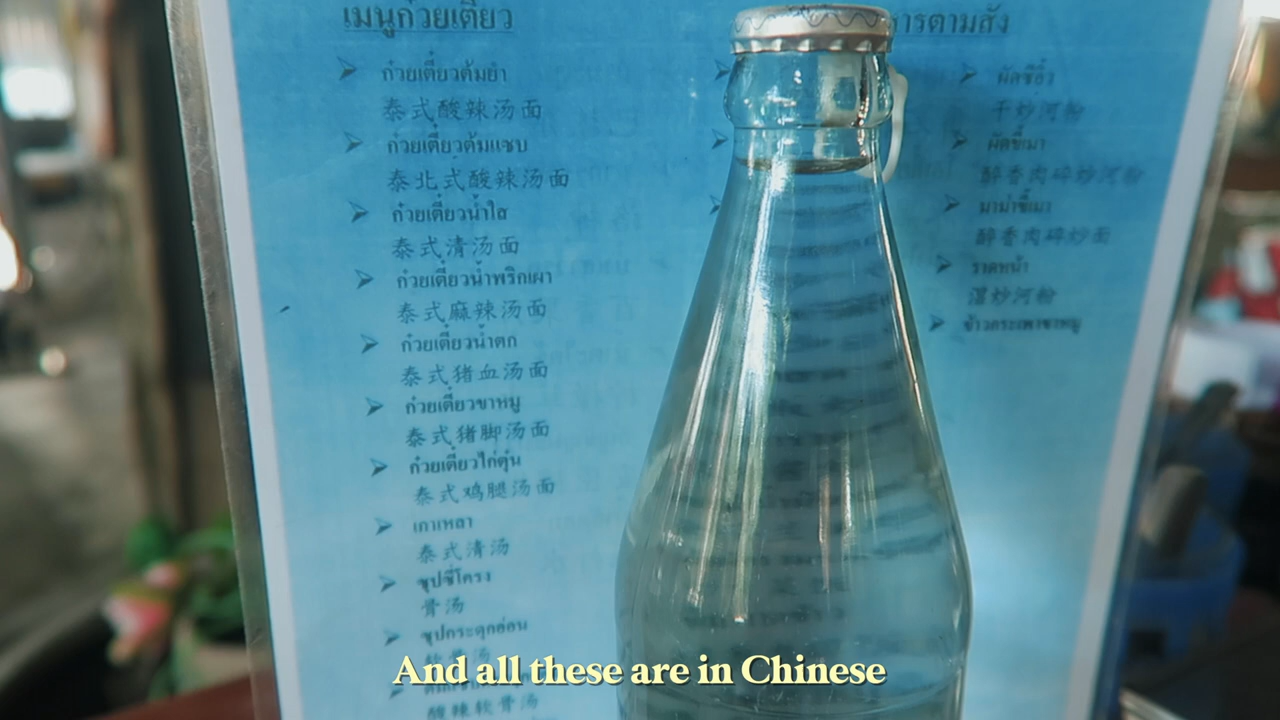 เมนูก๋วยเตี๋ยว
ก๋วยเตี๋ยวต้มยำ
泰式酸辣汤面
ก๋วยเตี๋ยวต้มแซบ
泰北式酸辣汤面
ก๋วยเตี๋ยวน้ำใส
泰式清汤面
ก๋วยเตี๋ยวน้ำพริกเผา
泰式麻辣汤面
ก๋วยเตี๋ยวน้ำตก
泰式猪血汤面
ก๋วยเตี๋ยวขาหมู
泰式猪脚汤面
ก๋วยเตี๋ยวไก่ตุ๋น
泰式鸡腿汤面
เกาเหลา
泰式清汤
ซุปซี่โครง
骨汤
ซุปกระดูกอ่อน
酸辣软骨汤
ารตามสั่ง
ผัดซีอิ๊ว
干炒河粉
ผัดขี้เมา
醉香肉碎炒河粉
มาม่าขี้เมา
醉香肉碎炒面
ราดหน้า
湿炒河粉
ข้าวกระเพาขาหมู
And all these are in Chinese